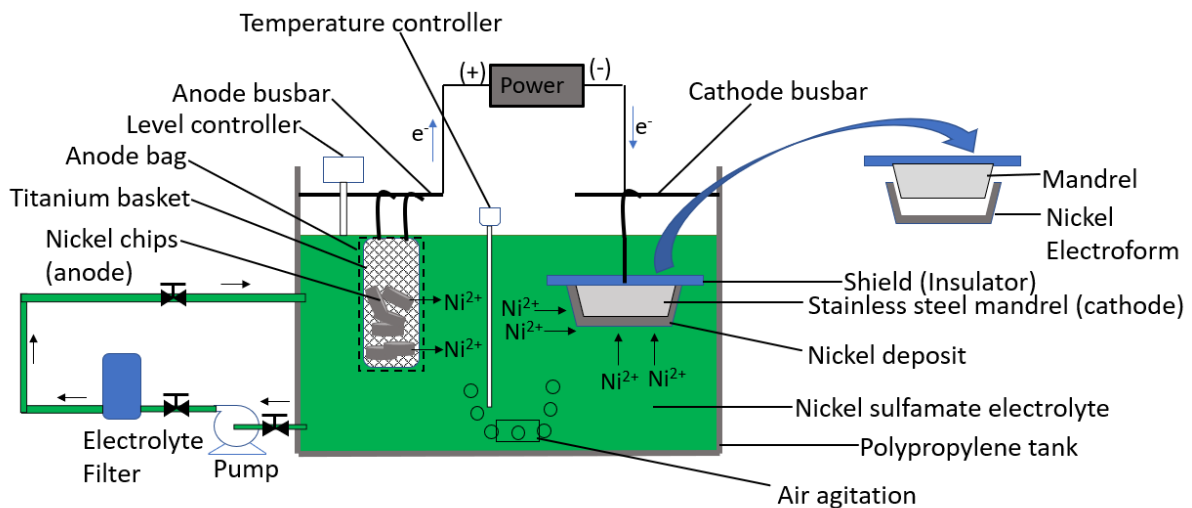 Temperature controller
(+)
Power
(-)
Anode busbar
Cathode busbar
Level controller
e-
e-
Anode bag
Titanium basket
Nickel chips
(anode)
Mandrel
Nickel
Electroform
Shield (Insulator)
Stainless steel mandrel (cathode)
Nickel deposit
Ni2+
Ni2+
Ni2+
Ni2+
Ni2+
Ni2+
Nickel sulfamate electrolyte
Polypropylene tank
Electrolyte
Filter
Pump
Air agitation